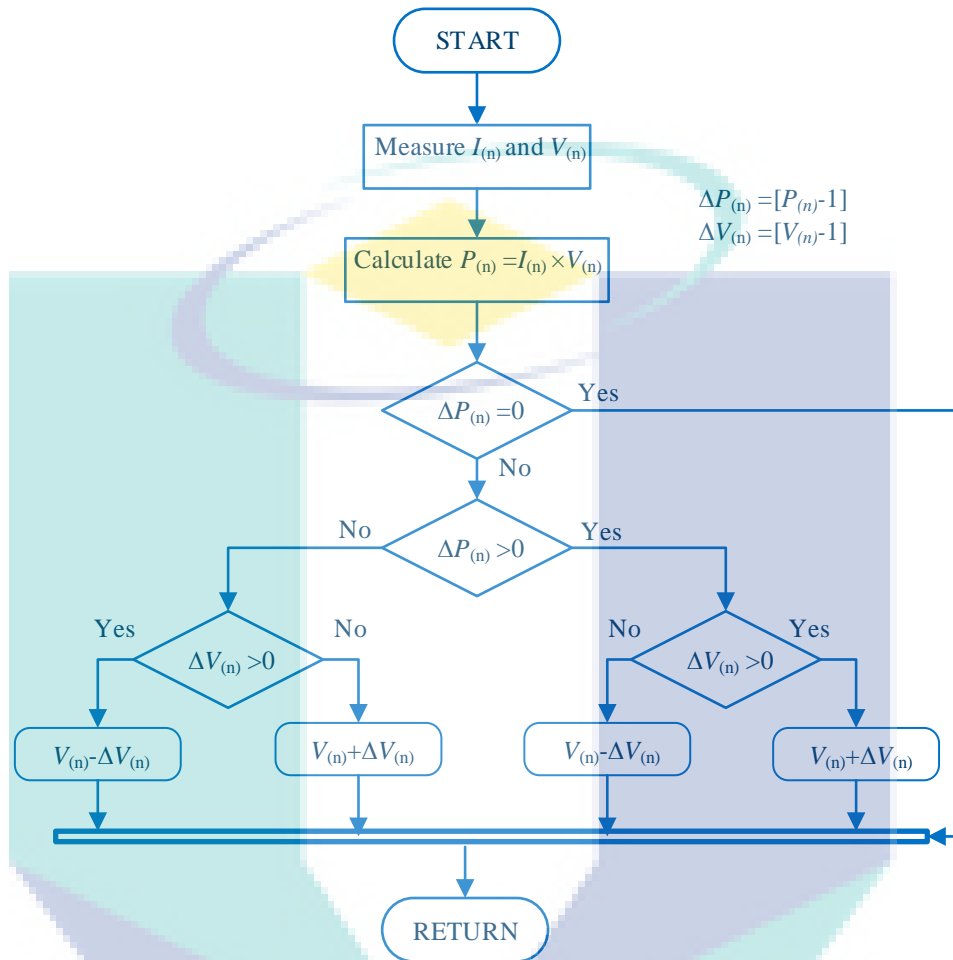 START
Measure I(n) and V(n)
ΔP(n) =[P(n)-1]
ΔV(n) =[V(n)-1]
Calculate P(n) =I(n) ×V(n)
ΔP(n) =0
Yes
No
ΔP(n) >0
No
Yes
ΔV(n) >0
Yes
No
ΔV(n) >0
No
Yes
V(n)-ΔV(n)
V(n)+ΔV(n)
V(n)-ΔV(n)
V(n)+ΔV(n)
RETURN